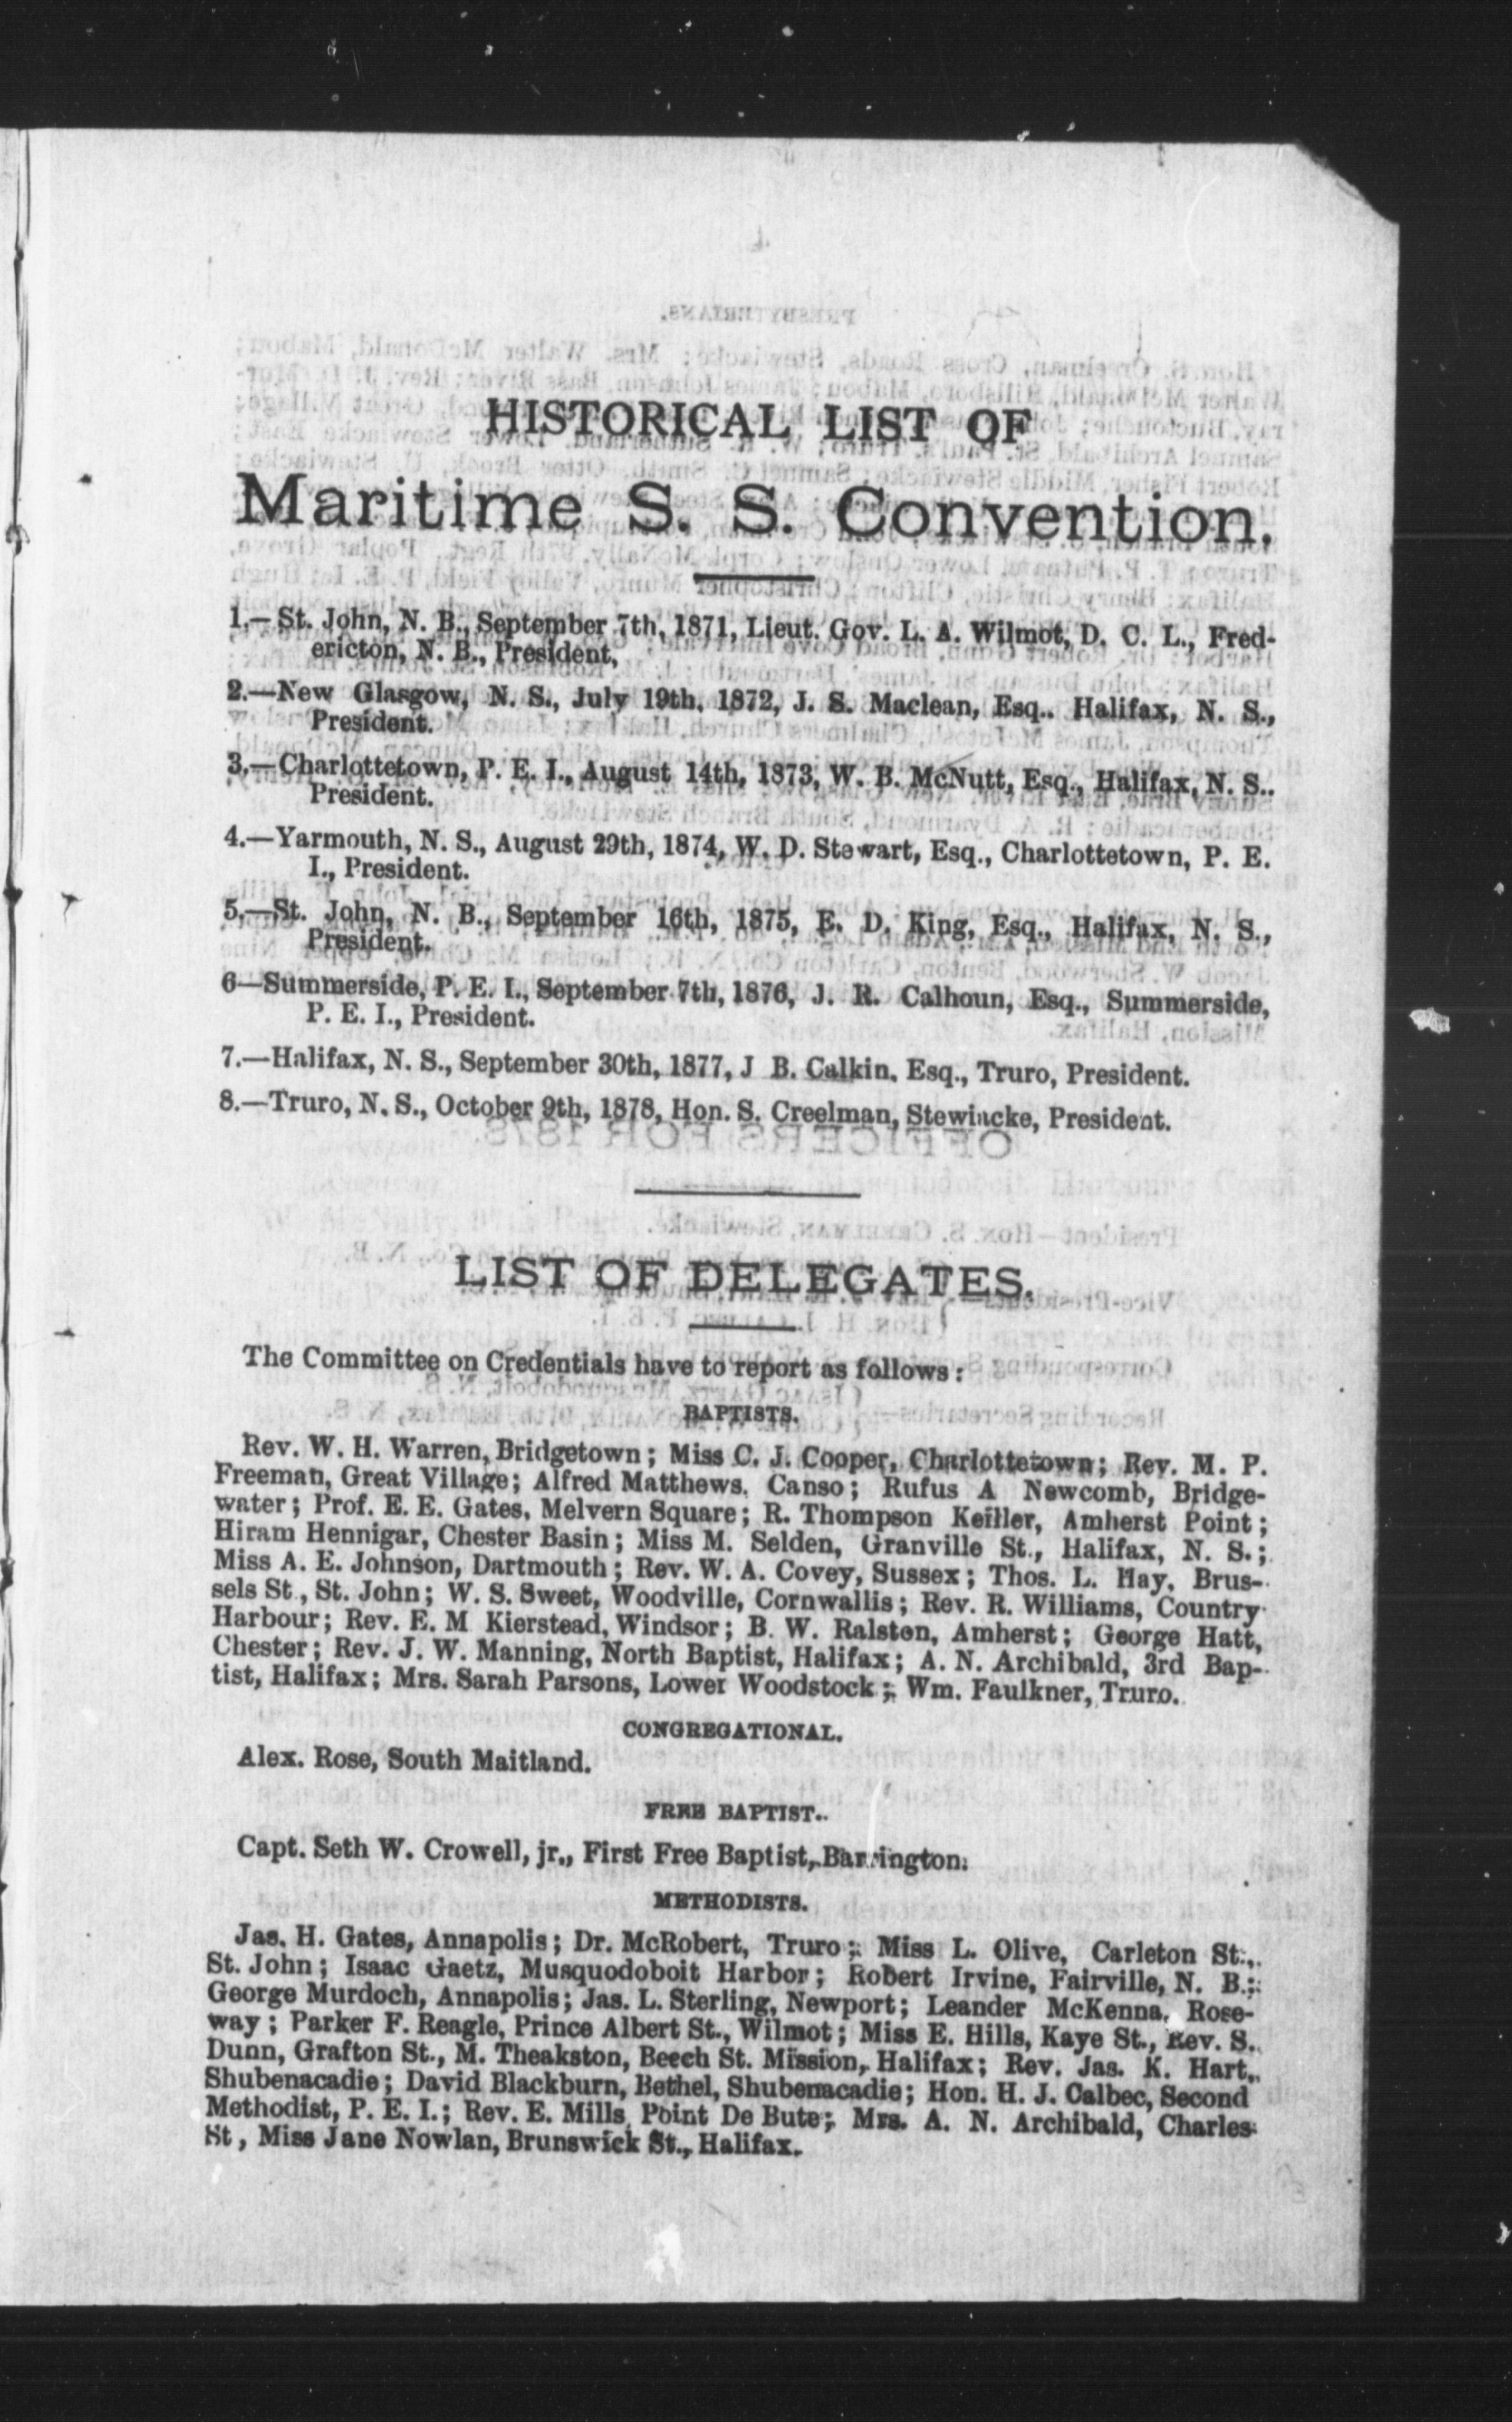 HISTORICAL LIST OF
Maritime S. S. Convention.
1.—St. John, N. B., September 7th, 1871, Lieut. Gov. L. A. Wilmot, D. C. L., Fred-
ericton, N. B., President,
2.—New Glasgow, N. S., July 19th, 1872, J. S. Maclean, Esq.. Halifax, N. S.,
President.
3.—Charlottetown, P. E. I., August 14th, 1873, W. B. McNutt, Esq., Halifax, N. S..
President.
4.—Yarmouth, N. S., August 29th, 1874, W. D. Stewart, Esq., Charlottetown, P. E.
I., President.
5.—St. John, N. B., September 16th, 1875, E. D. King, Esq., Halifax, N. S.,
President.
6—Summerside, P. E. I., September 7th, 1876, J. R. Calhoun, Esq., Summerside,
P. E. I., President.
7.—Halifax, N. S., September 30th, 1877, J B. Calkin, Esq., Truro, President.
8.—Truro, N. S., October 9th, 1878, Hon. S. Creelman, Stewiacke, President.
LIST OF DELEGATES.
The Committee on Credentials have to report as follows:
BAPTISTS.
Rev. W. H. Warren, Bridgetown; Miss C. J. Cooper, Charlottetown; Rev. M. P.
Freeman, Great Village; Alfred Matthews, Canso; Rufus A Newcomb, Bridge-
water; Prof. E. E. Gates, Melvern Square; R. Thompson Keiller, Amherst Point;
Hiram Hennigar, Chester Basin; Miss M. Selden, Granville St., Halifax, N. S.;
Miss A. E. Johnson, Dartmouth; Rev. W. A. Covey, Sussex; Thos. L. Hay, Brus-
sels St., St. John; W. S. Sweet, Woodville, Cornwallis; Rev. R. Williams, Country
Harbour; Rev. E. M Kierstead, Windsor; B. W. Ralston, Amherst; George Hatt,
Chester; Rev. J. W. Manning, North Baptist, Halifax; A. N. Archibald, 3rd Bap-
tist, Halifax; Mrs. Sarah Parsons, Lower Woodstock; Wm. Faulkner, Truro.
CONGREGATIONAL.
Alex. Rose, South Maitland.
FREE BAPTIST..
Capt. Seth W. Crowell, jr., First Free Baptist, Barrington.
METHODISTS.
Jas. H. Gates, Annapolis; Dr. McRobert, Truro; Miss L. Olive, Carleton St.,
St. John; Isaac Gaetz, Musquodoboit Harbor; Robert Irvine, Fairville, N. B.;
George Murdoch, Annapolis; Jas. L. Sterling, Newport; Leander McKenna, Rose-
way; Parker F. Reagle, Prince Albert St., Wilmot; Miss E. Hills, Kaye St., Rev. S.
Dunn, Grafton St., M. Theakston, Beech St. Mission, Halifax; Rev. Jas. K. Hart,
Shubenacadie; David Blackburn, Bethel, Shubenacadie; Hon. H. J. Calbec, Second
Methodist, P. E. I.; Rev. E. Mills, Point De Bute; Mrs. A. N. Archibald, Charles
St, Miss Jane Nowlan, Brunswick St., Halifax.